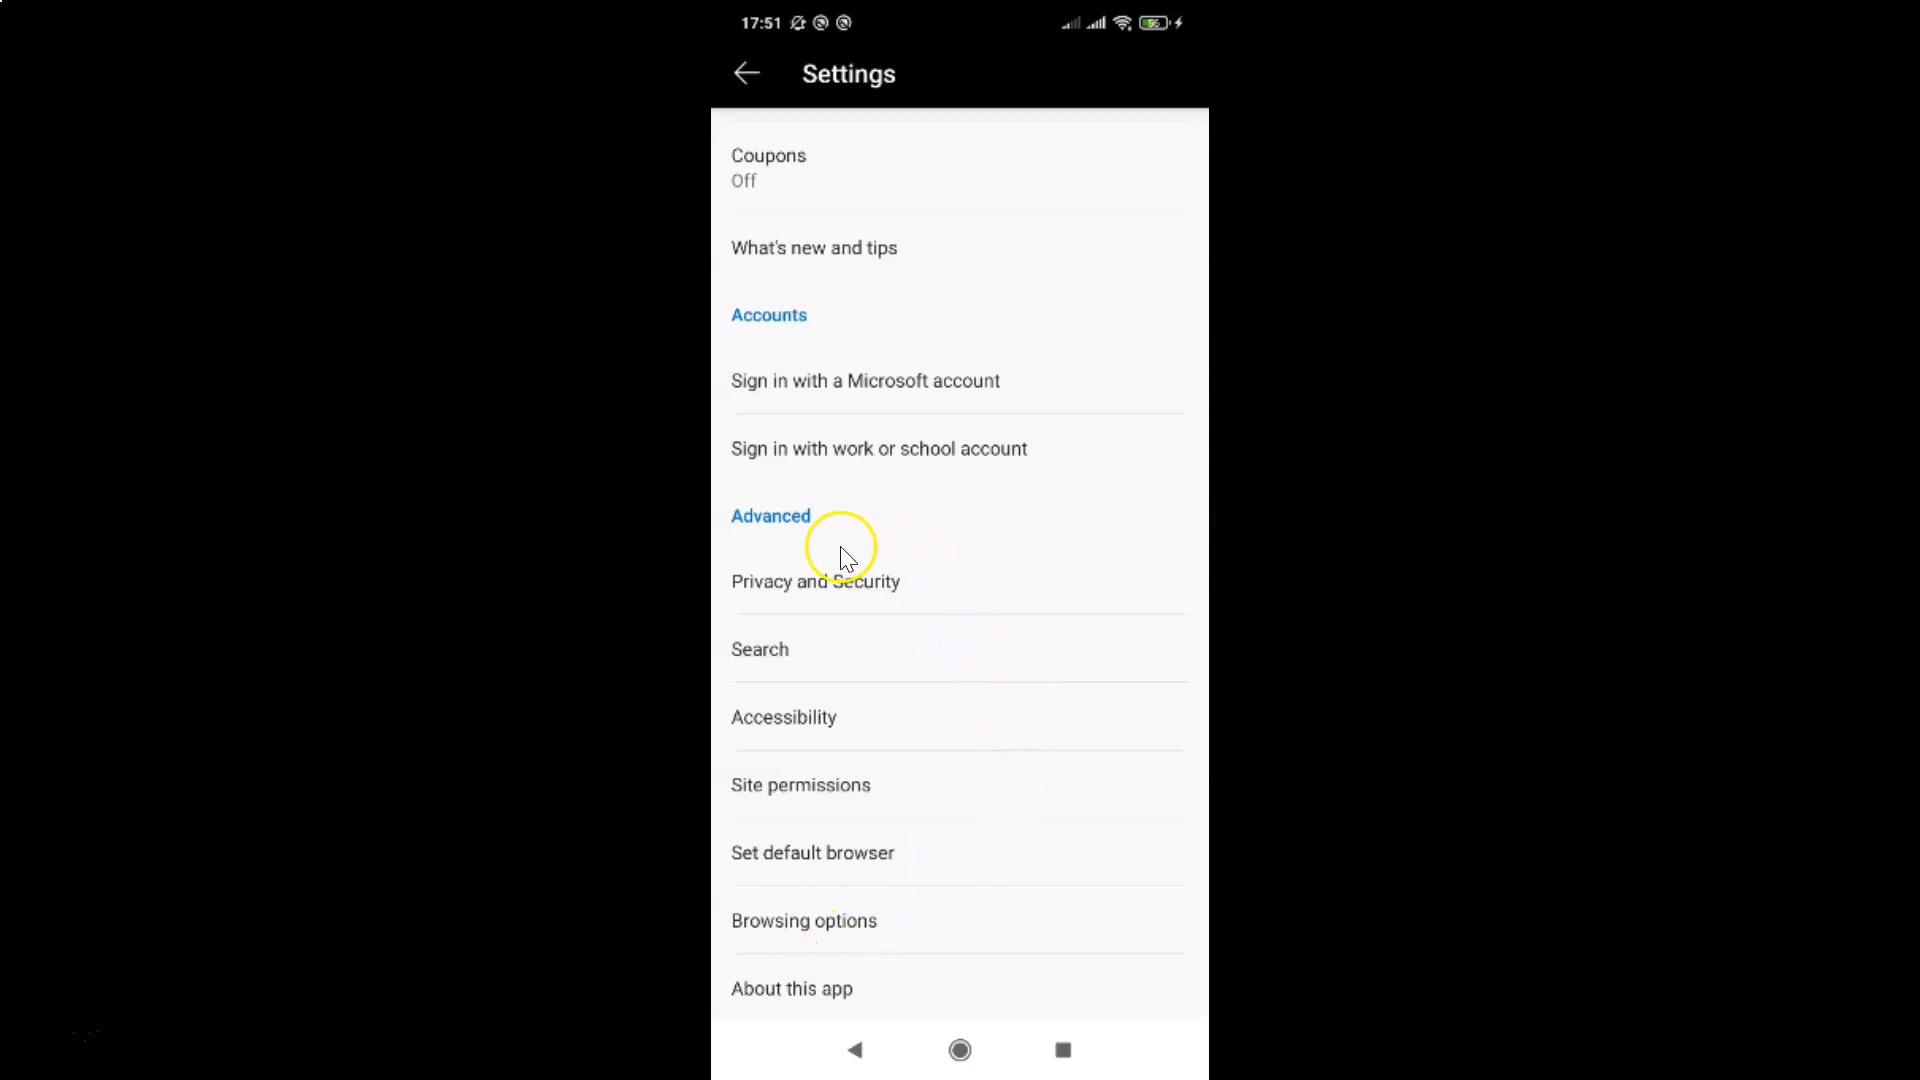 17:51
56
Settings
Coupons
Off
What's new and tips
Accounts
Sign in with a Microsoft account
Sign in with work or school account
Advanced
Privacy and Security
Search
Accessibility
Site permissions
Set default browser
Browsing options
About this app